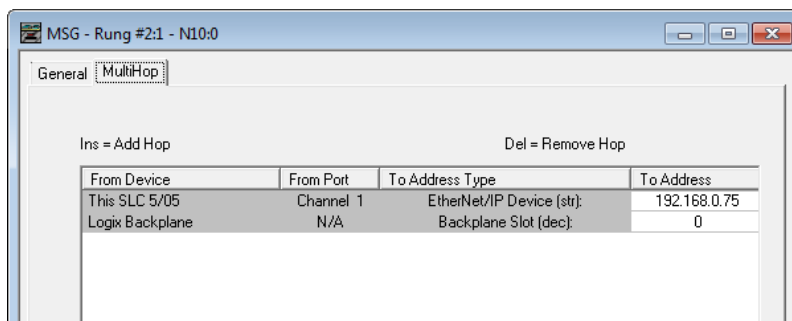 MSG - Rung #2:1 - N10:0
General MultiHop
Ins = Add Hop Del = Remove Hop
From Device From Port To Address Type To Address
This SLC 5/05 Channel 1 EtherNet/IP Device (str): 192.168.0.75
Logix Backplane N/A Backplane Slot (dec): 0